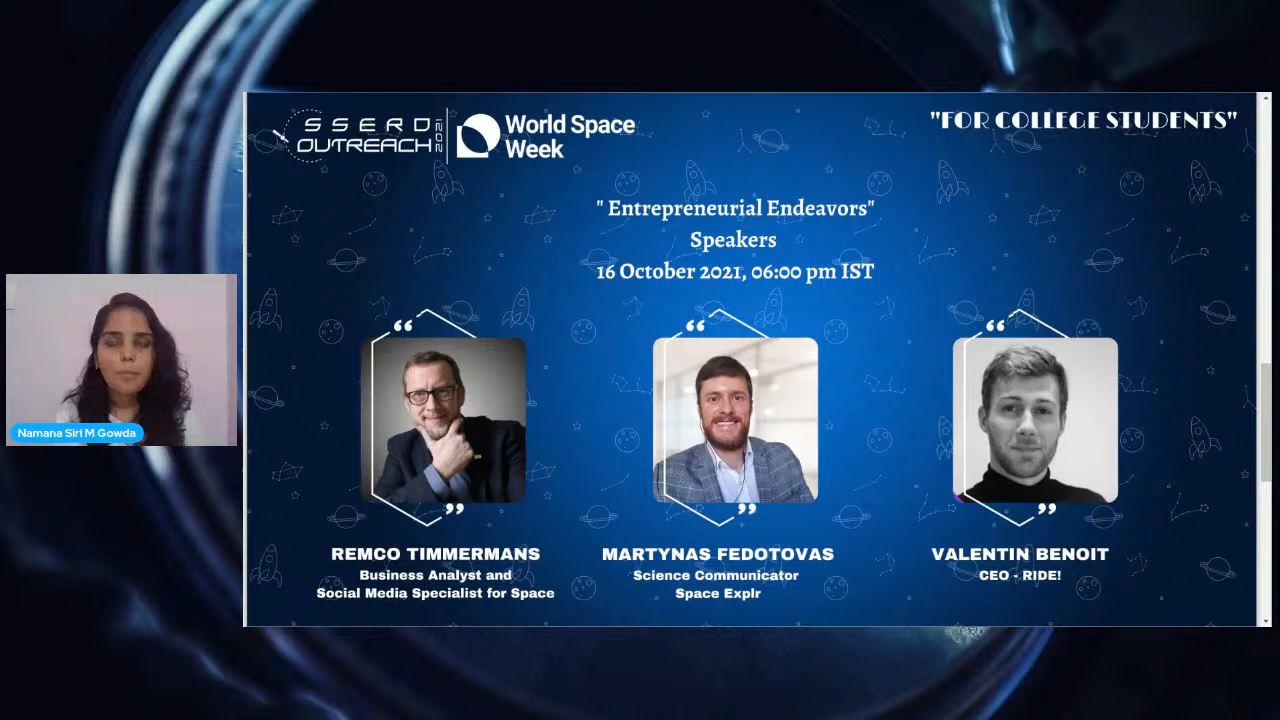 SSERD
OUTREACH 2021
World Space
Week
"FOR COLLEGE STUDENTS"
" Entrepreneurial Endeavors"
Speakers
16 October 2021, 06:00 pm IST
REMCO TIMMERMANS
Business Analyst and
Social Media Specialist for Space
MARTYNAS FEDOTOVAS
Science Communicator
Space Explr
VALENTIN BENOIT
CEO - RIDE!
Namana Siri M Gowda